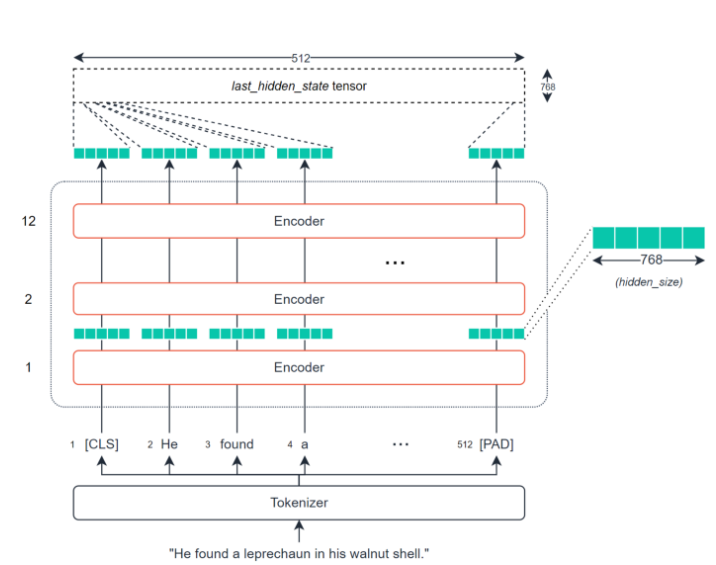 512
last_hidden_state tensor
768
12 Encoder
...
768
(hidden_size)
2 Encoder
1 Encoder
1 [CLS] 2 He 3 found 4 a ... 512 [PAD]
Tokenizer
"He found a leprechaun in his walnut shell."